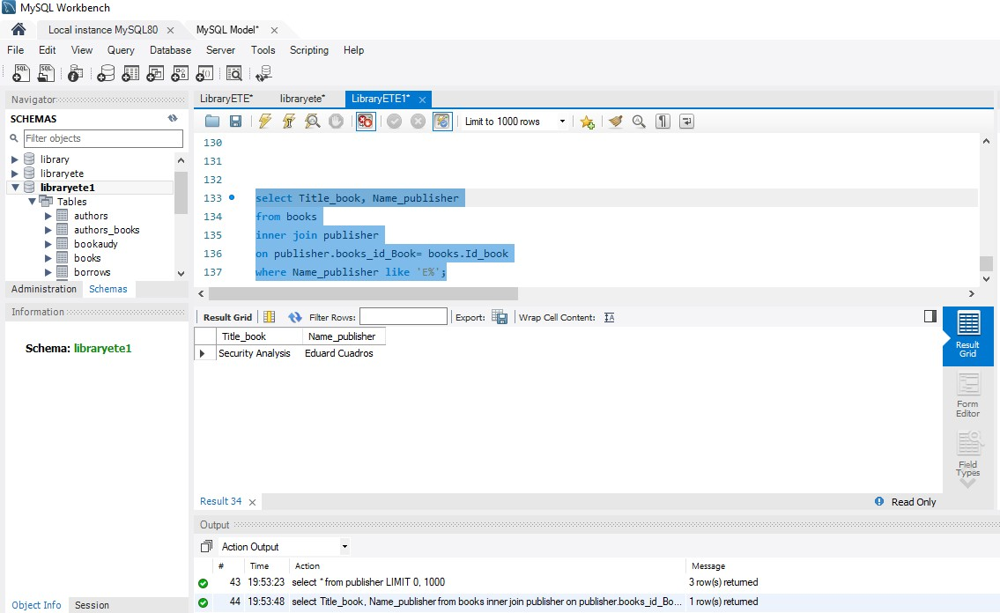 MySQL Workbench
Local instance MySQL80
MySQL Model*
File Edit View Query Database Server Tools Scripting Help
Navigator
SCHEMAS
Filter objects
library
libraryete
libraryete1
Tables
authors
authors_books
bookaudy
books
borrows
Administration Schemas
Information
Schema: libraryete1
Object Info Session
LibraryETE* libraryete* LibraryETE1*
Limit to 1000 rows
130
131
132
133 select Title_book, Name_publisher
134 from books
135 inner join publisher
136 on publisher.books_id_Book= books.Id_book
137 where Name_publisher like 'E%';
Result Grid Filter Rows: Export: Wrap Cell Content:
Title_book Name_publisher
Security Analysis Eduard Cuadros
Result Grid
Form Editor
Field Types
Result 34
Read Only
Output
Action Output
# Time Action Message
43 19:53:23 select * from publisher LIMIT 0, 1000 3 row(s) returned
44 19:53:48 select Title_book, Name_publisher from books inner join publisher on publisher.books_id_Bo... 1 row(s) returned